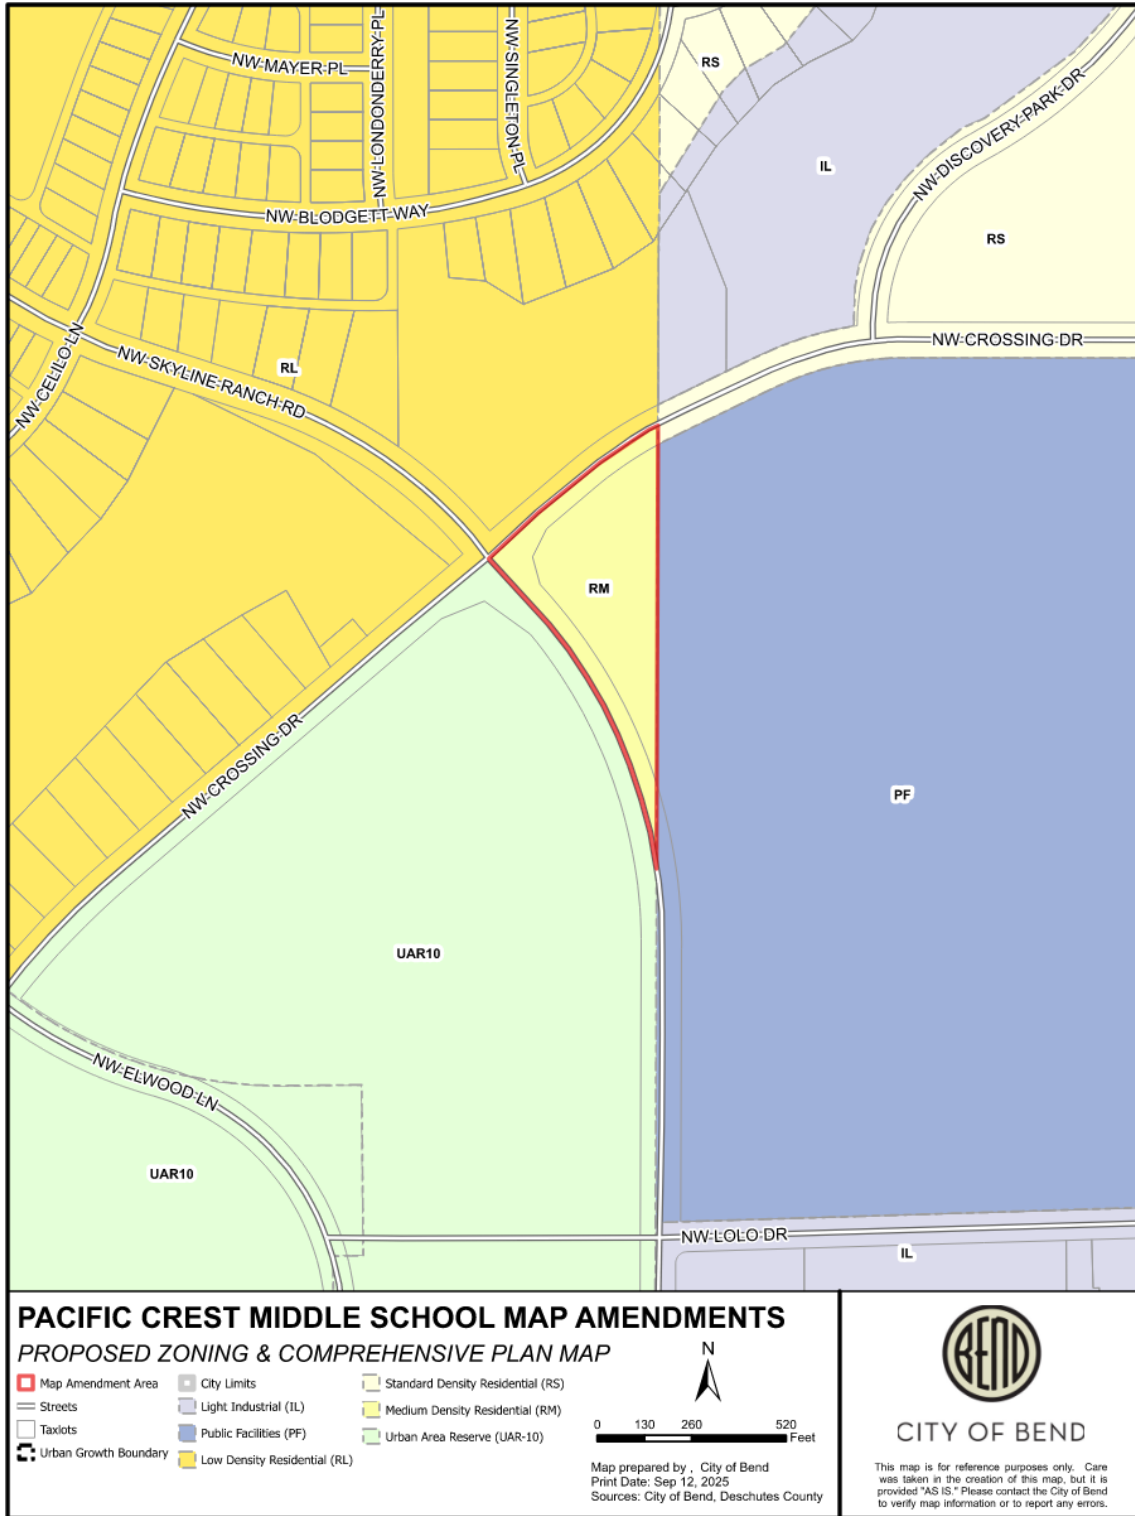 NW-MAYER-PL
NW-LONDONDERRY-PL
NW-SINGLETON-PL
RS
NW-DISCOVERY-PARK-DR
IL
NW-BLODGETT-WAY
RS
NW-CROSSING-DR
NW-CELILO-LN
NW-SKYLINE-RANCH-RD
RL
RM
NW-CROSSING-DR
PF
UAR10
NW-ELWOOD-LN
UAR10
NW-LOLO-DR
IL
PACIFIC CREST MIDDLE SCHOOL MAP AMENDMENTS
PROPOSED ZONING & COMPREHENSIVE PLAN MAP
Map Amendment Area
Streets
Taxlots
Urban Growth Boundary
City Limits
Light Industrial (IL)
Public Facilities (PF)
Low Density Residential (RL)
Standard Density Residential (RS)
Medium Density Residential (RM)
Urban Area Reserve (UAR-10)
N
0 130 260 520
Feet
Map prepared by , City of Bend
Print Date: Sep 12, 2025
Sources: City of Bend, Deschutes County
BEND
CITY OF BEND
This map is for reference purposes only. Care
was taken in the creation of this map, but it is
provided "AS IS." Please contact the City of Bend
to verify map information or to report any errors.